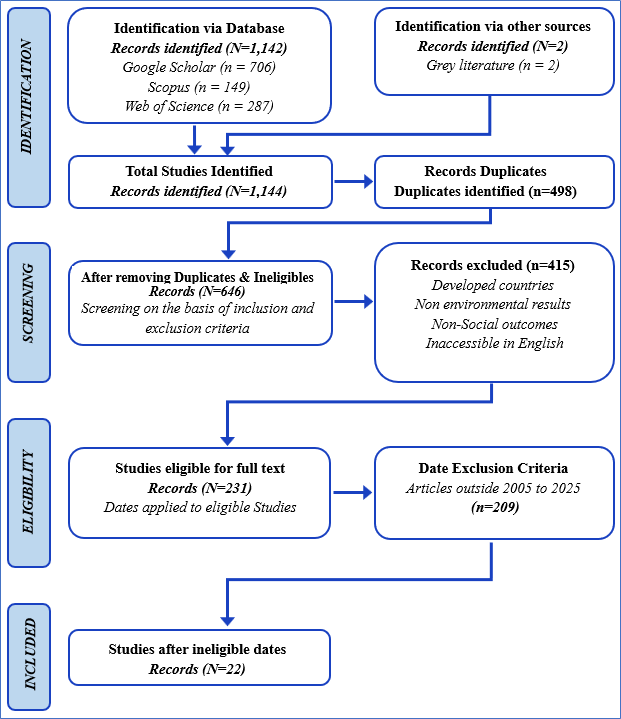 IDENTIFICATION
Identification via Database
Records identified (N=1,142)
Google Scholar (n = 706)
Scopus (n = 149)
Web of Science (n = 287)
Identification via other sources
Records identified (N=2)
Grey literature (n = 2)
Total Studies Identified
Records identified (N=1,144)
Records Duplicates
Duplicates identified (n=498)
SCREENING
After removing Duplicates & Ineligibles
Records (N=646)
Screening on the basis of inclusion and
exclusion criteria
Records excluded (n=415)
Developed countries
Non environmental results
Non-Social outcomes
Inaccessible in English
ELIGIBILITY
Studies eligible for full text
Records (N=231)
Dates applied to eligible Studies
Date Exclusion Criteria
Articles outside 2005 to 2025
(n=209)
INCLUDED
Studies after ineligible dates
Records (N=22)